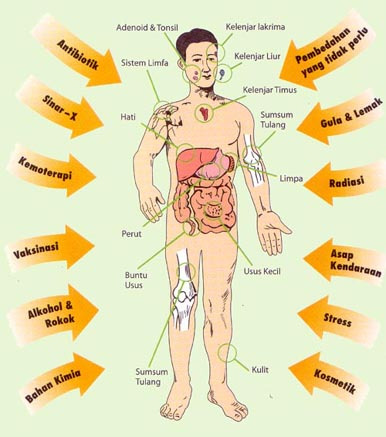 Adenoid & Tonsil
Kelenjar lakrima
Antibiotik
Pembedahan
yang tidak perlu
Sistem Limfa
Kelenjar Liur
Sinar-X
Kelenjar Timus
Hati
Sumsum
Tulang
Gula & Lemak
Kemoterapi
Limpa
Radiasi
Perut
Vaksinasi
Buntu
Usus
Usus Kecil
Asap
Kendaraan
Alkohol &
Rokok
Stress
Bahan Kimia
Sumsum
Tulang
Kulit
Kosmetik